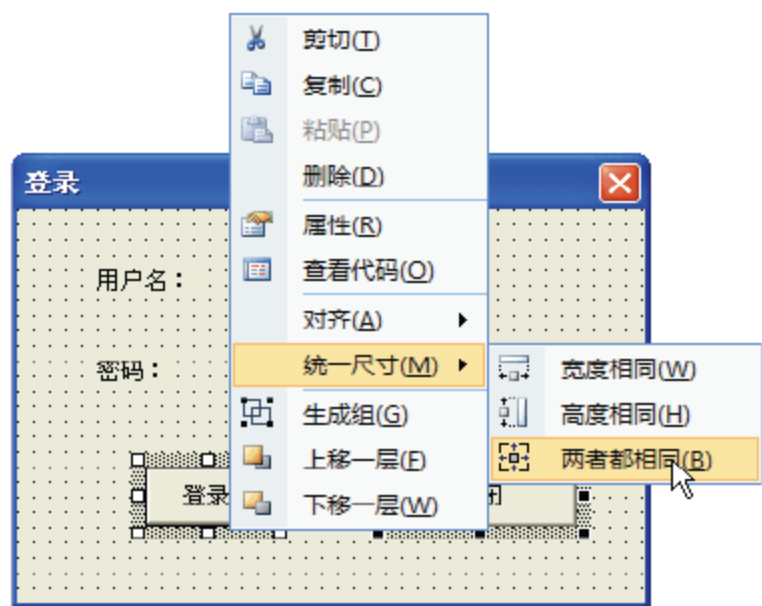 剪切(T)
复制(C)
粘贴(P)
删除(D)
登录
属性(R)
用户名：
查看代码(O)
对齐(A)
密码：
统一尺寸(M)
宽度相同(W)
生成组(G)
高度相同(H)
上移一层(F)
两者都相同(B)
登录
下移一层(W)